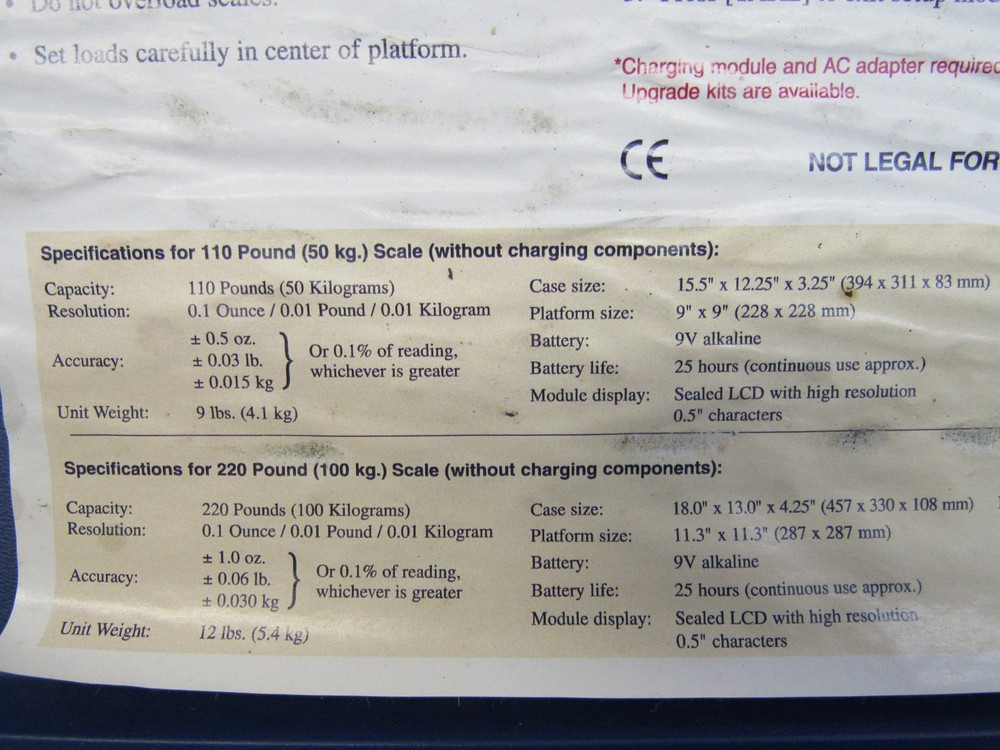 • Do not overload scales.
• Set loads carefully in center of platform.
*Charging module and AC adapter required
Upgrade kits are available.
CE
NOT LEGAL FOR
Specifications for 110 Pound (50 kg.) Scale (without charging components):
Capacity: 110 Pounds (50 Kilograms)
Resolution: 0.1 Ounce / 0.01 Pound / 0.01 Kilogram
Accuracy: ± 0.5 oz.
± 0.03 lb.
± 0.015 kg
Or 0.1% of reading,
whichever is greater
Unit Weight: 9 lbs. (4.1 kg)
Case size: 15.5" x 12.25" x 3.25" (394 x 311 x 83 mm)
Platform size: 9" x 9" (228 x 228 mm)
Battery: 9V alkaline
Battery life: 25 hours (continuous use approx.)
Module display: Sealed LCD with high resolution
0.5" characters
Specifications for 220 Pound (100 kg.) Scale (without charging components):
Capacity: 220 Pounds (100 Kilograms)
Resolution: 0.1 Ounce / 0.01 Pound / 0.01 Kilogram
Accuracy: ± 1.0 oz.
± 0.06 lb.
± 0.030 kg
Or 0.1% of reading,
whichever is greater
Unit Weight: 12 lbs. (5.4 kg)
Case size: 18.0" x 13.0" x 4.25" (457 x 330 x 108 mm)
Platform size: 11.3" x 11.3" (287 x 287 mm)
Battery: 9V alkaline
Battery life: 25 hours (continuous use approx.)
Module display: Sealed LCD with high resolution
0.5" characters